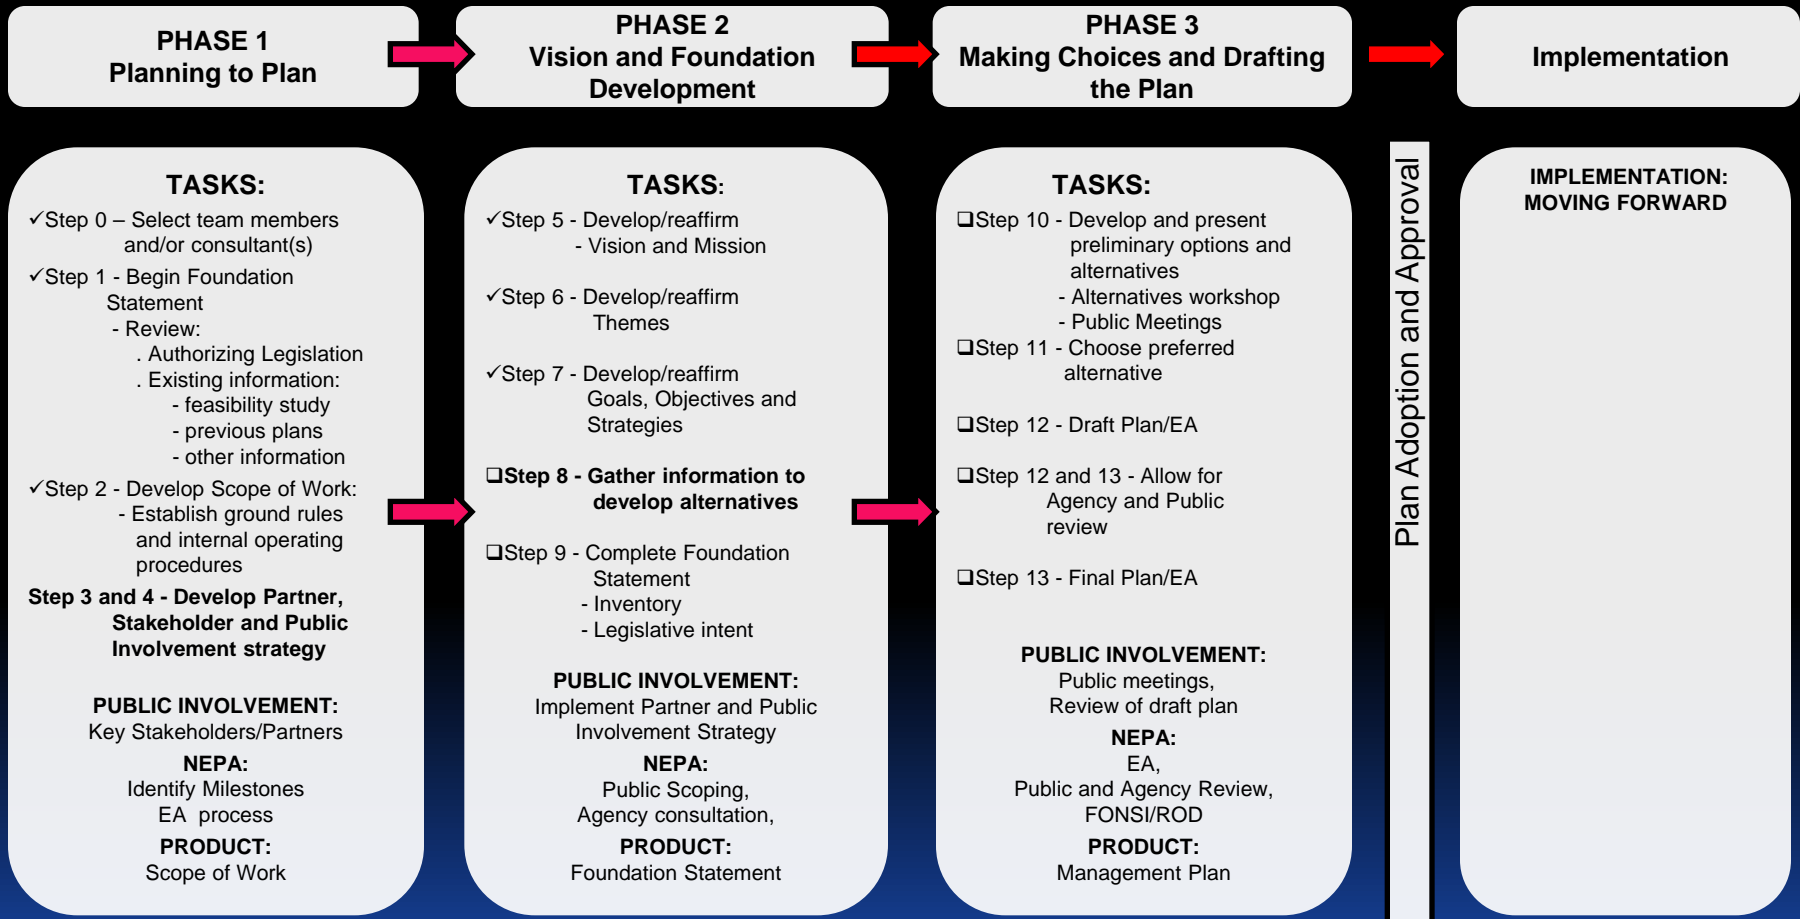 PHASE 1
Planning to Plan
PHASE 2
Vision and Foundation
Development
PHASE 3
Making Choices and Drafting
the Plan
Implementation
TASKS:
✓Step 0 – Select team members
and/or consultant(s)
✓Step 1 - Begin Foundation
Statement
- Review:
. Authorizing Legislation
. Existing information:
- feasibility study
- previous plans
- other information
✓Step 2 - Develop Scope of Work:
- Establish ground rules
and internal operating
procedures
Step 3 and 4 - Develop Partner,
Stakeholder and Public
Involvement strategy
PUBLIC INVOLVEMENT:
Key Stakeholders/Partners
NEPA:
Identify Milestones
EA process
PRODUCT:
Scope of Work
TASKS:
✓Step 5 - Develop/reaffirm
- Vision and Mission
✓Step 6 - Develop/reaffirm
Themes
✓Step 7 - Develop/reaffirm
Goals, Objectives and
Strategies
❑Step 8 - Gather information to
develop alternatives
❑Step 9 - Complete Foundation
Statement
- Inventory
- Legislative intent
PUBLIC INVOLVEMENT:
Implement Partner and Public
Involvement Strategy
NEPA:
Public Scoping,
Agency consultation,
PRODUCT:
Foundation Statement
TASKS:
❑Step 10 - Develop and present
preliminary options and
alternatives
- Alternatives workshop
- Public Meetings
❑Step 11 - Choose preferred
alternative
❑Step 12 - Draft Plan/EA
❑Step 12 and 13 - Allow for
Agency and Public
review
❑Step 13 - Final Plan/EA
PUBLIC INVOLVEMENT:
Public meetings,
Review of draft plan
NEPA:
EA,
Public and Agency Review,
FONSI/ROD
PRODUCT:
Management Plan
Plan Adoption and Approval
IMPLEMENTATION:
MOVING FORWARD